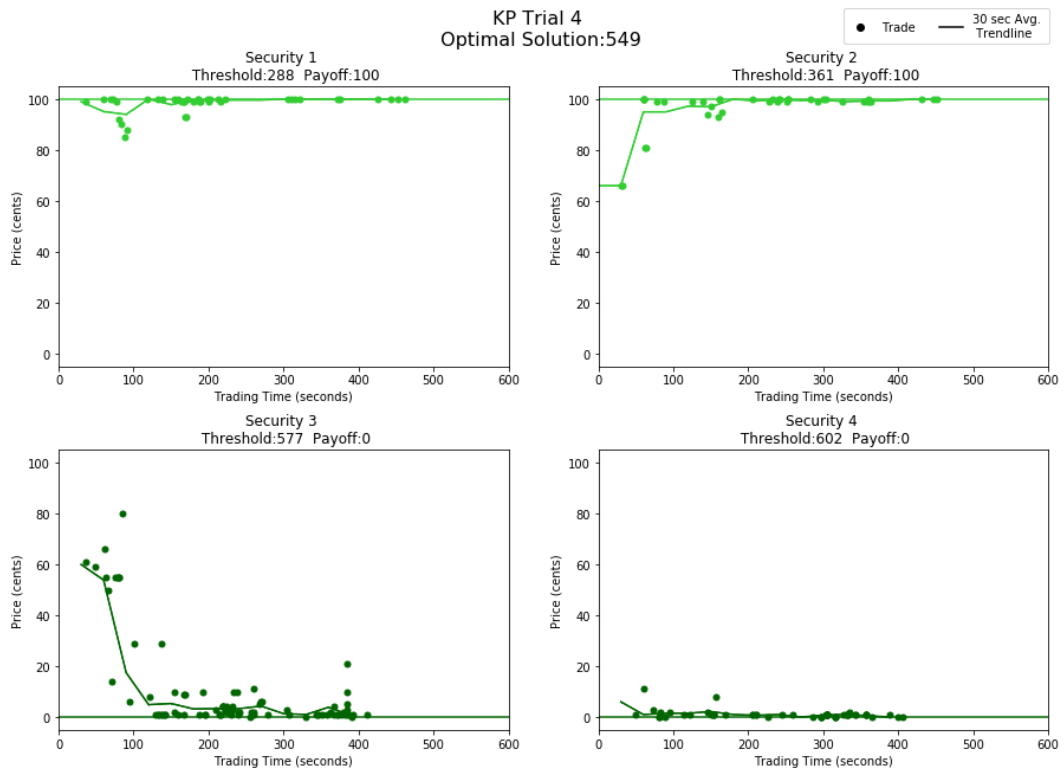 KP Trial 4
Optimal Solution:549
Trade
30 sec Avg.
Trendline
Security 1
Threshold:288 Payoff:100
100
80
60
40
20
0
Price (cents)
0 100 200 300 400 500 600
Trading Time (seconds)
Security 2
Threshold:361 Payoff:100
100
80
60
40
20
0
Price (cents)
0 100 200 300 400 500 600
Trading Time (seconds)
Security 3
Threshold:577 Payoff:0
100
80
60
40
20
0
Price (cents)
0 100 200 300 400 500 600
Trading Time (seconds)
Security 4
Threshold:602 Payoff:0
100
80
60
40
20
0
Price (cents)
0 100 200 300 400 500 600
Trading Time (seconds)